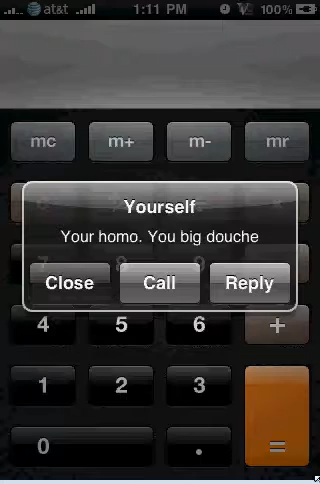 at&t 1:11 PM 100%
mc m+ m- mr
Yourself
Your homo. You big douche
Close Call Reply
4 5 6 +
1 2 3
0 . =